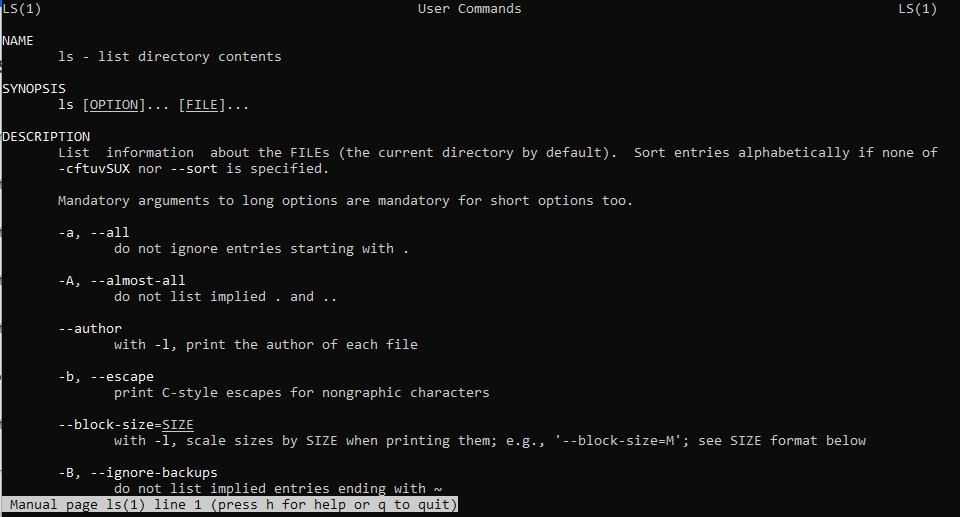 LS(1) User Commands LS(1)
NAME
ls - list directory contents
SYNOPSIS
ls [OPTION]... [FILE]...
DESCRIPTION
List information about the FILEs (the current directory by default). Sort entries alphabetically if none of
-cftuvSUX nor --sort is specified.
Mandatory arguments to long options are mandatory for short options too.
-a, --all
do not ignore entries starting with .
-A, --almost-all
do not list implied . and ..
--author
with -l, print the author of each file
-b, --escape
print C-style escapes for nongraphic characters
--block-size=SIZE
with -l, scale sizes by SIZE when printing them; e.g., '--block-size=M'; see SIZE format below
-B, --ignore-backups
do not list implied entries ending with ~
Manual page ls(1) line 1 (press h for help or q to quit)